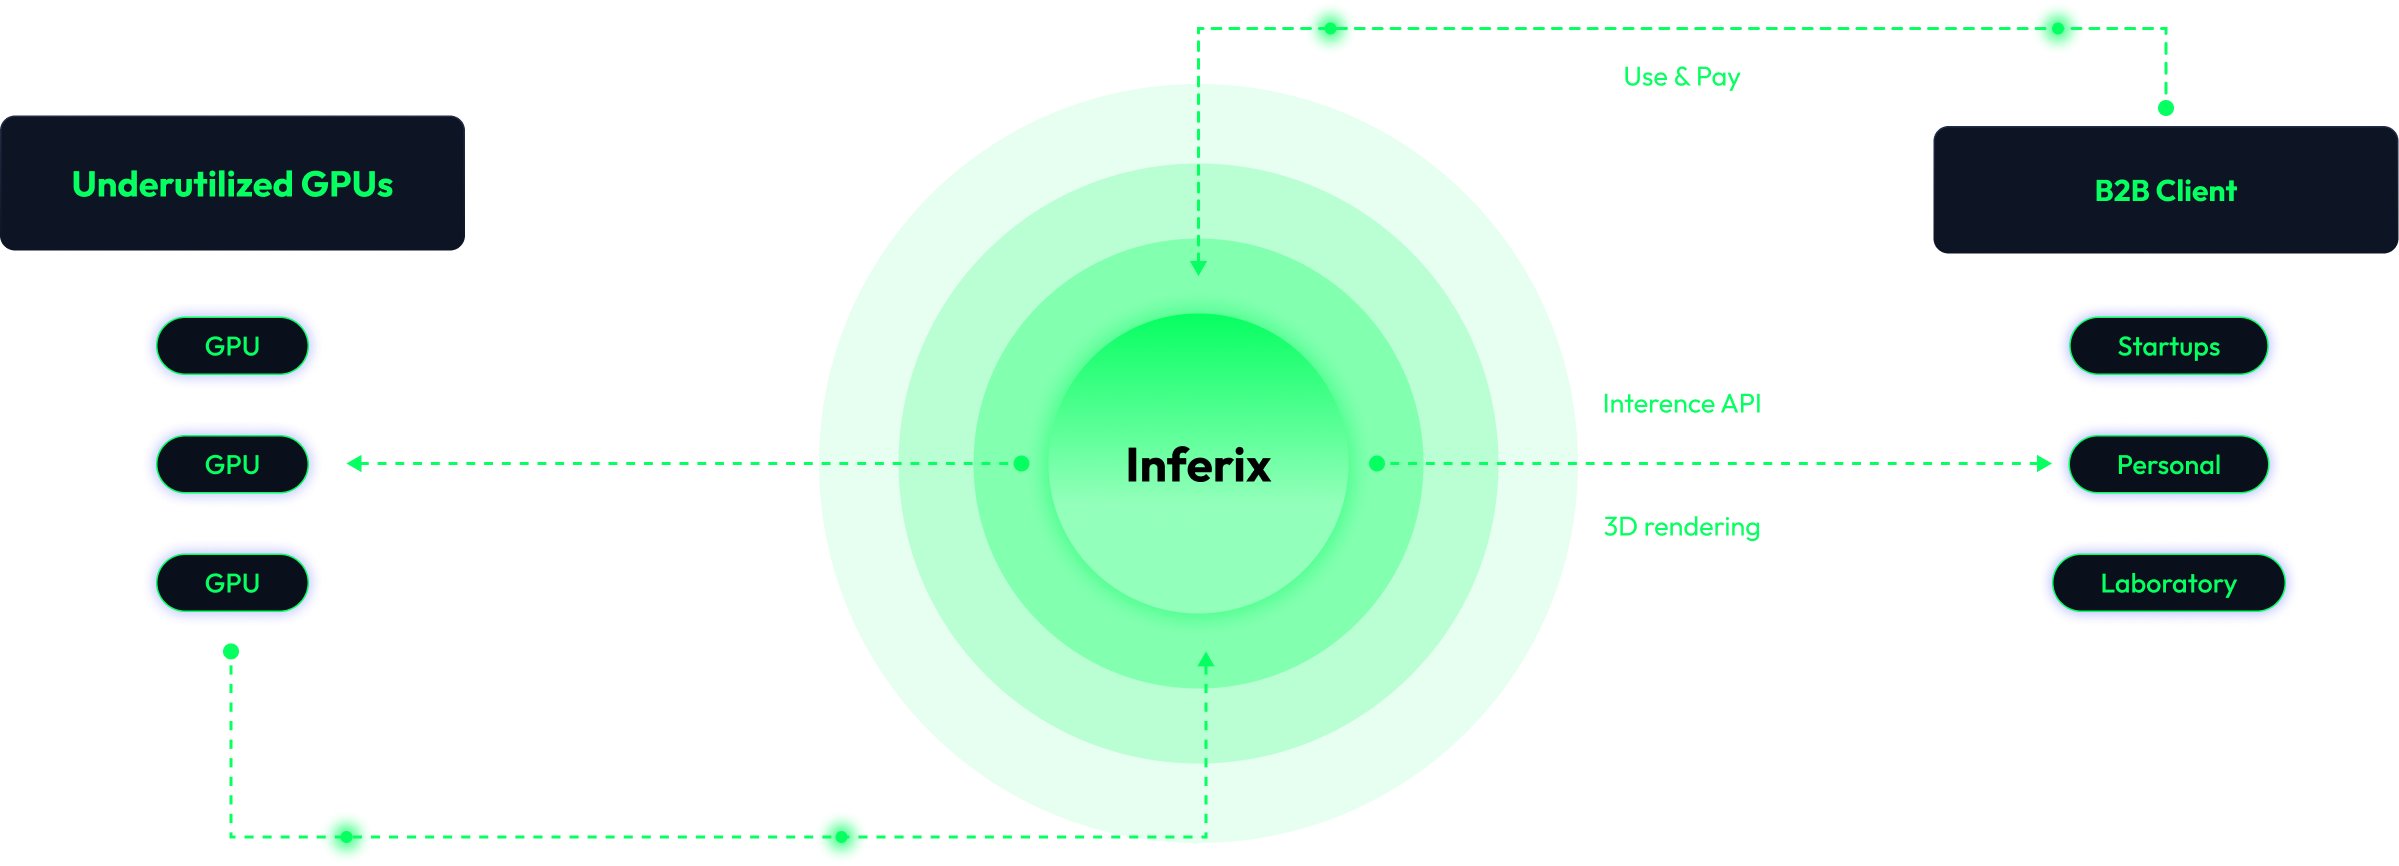 Use & Pay
Underutilized GPUs
B2B Client
GPU
Startups
Interence API
GPU
Inferix
Personal
3D rendering
GPU
Laboratory